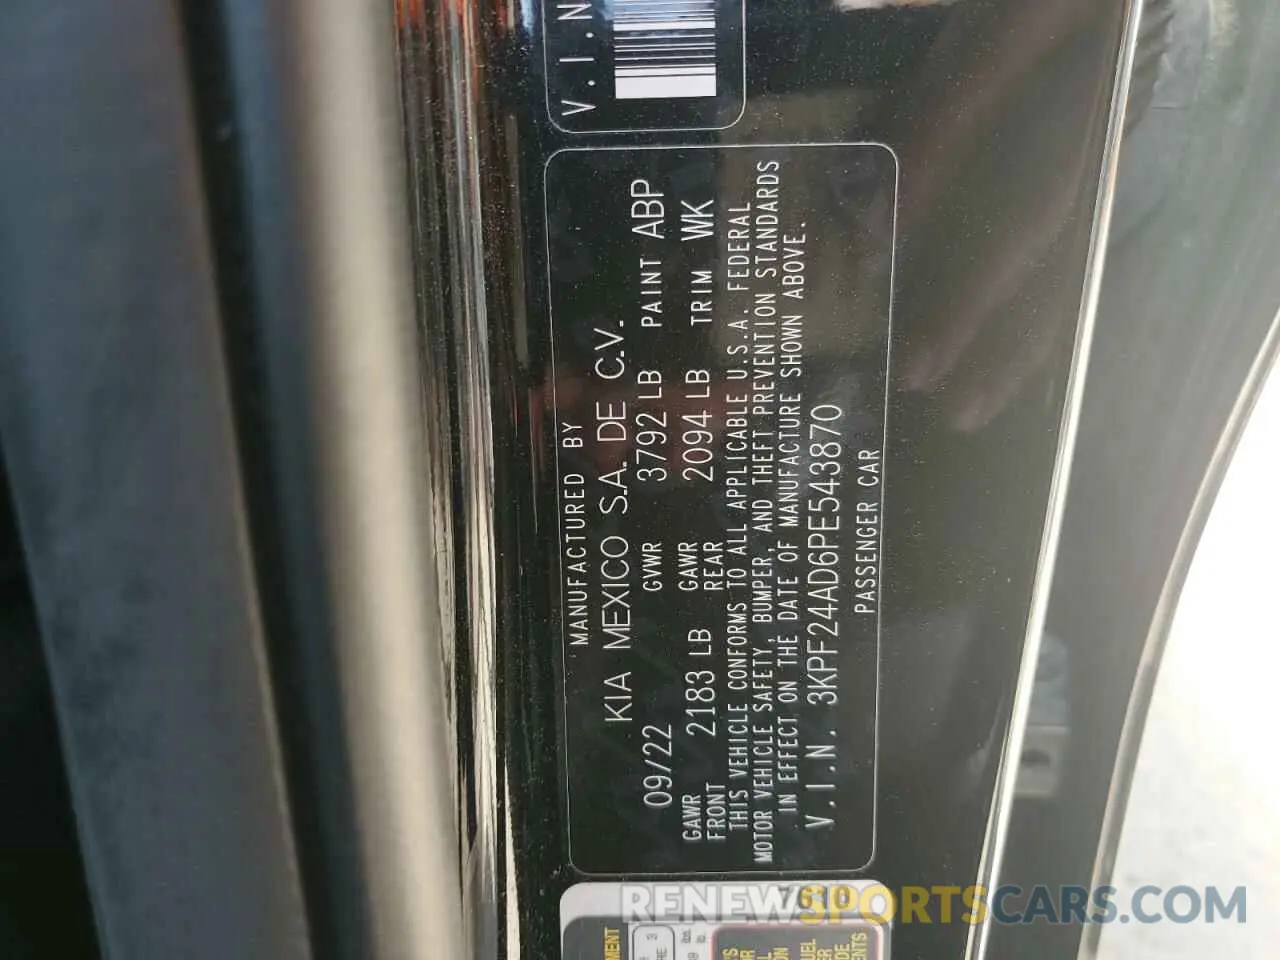 V.I.N
MANUFACTURED BY
KIA MEXICO S.A. DE C.V.
09/22 GVWR 3792 LB PAINT ABP
GAWR FRONT 2183 LB GAWR REAR 2094 LB TRIM WK
THIS VEHICLE CONFORMS TO ALL APPLICABLE U.S.A. FEDERAL
MOTOR VEHICLE SAFETY, BUMPER, AND THEFT PREVENTION STANDARDS
IN EFFECT ON THE DATE OF MANUFACTURE SHOWN ABOVE.
V.I.N. 3KPF24AD6PE543870
PASSENGER CAR
RENEWSPORTSCARS.COM